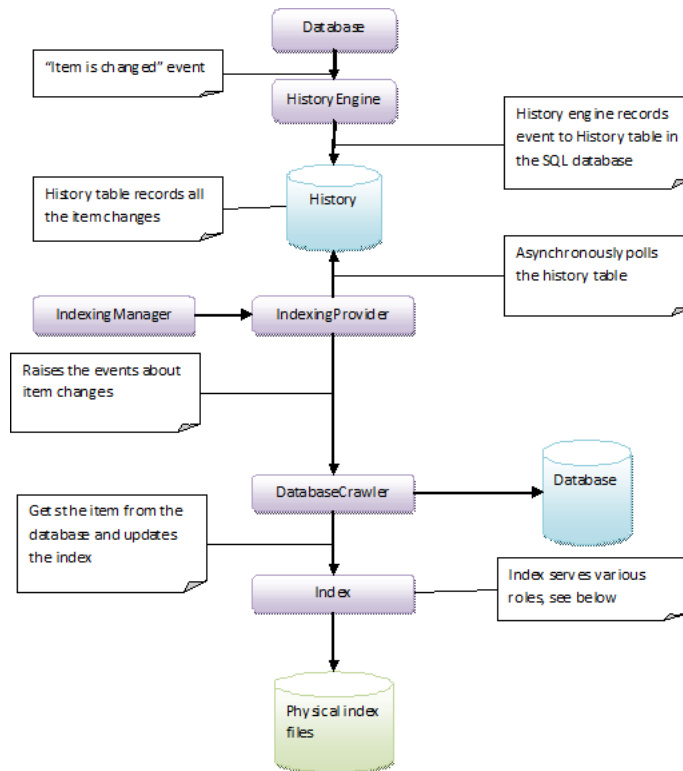 Database
"Item is changed" event
HistoryEngine
History engine records
event to History table in
the SQL database
History table records all
the item changes
History
Asynchronously polls
the history table
IndexingManager
IndexingProvider
Raises the events about
item changes
DatabaseCrawler
Database
Gets the item from the
database and updates
the index
Index
Index serves various
roles, see below
Physical index
files